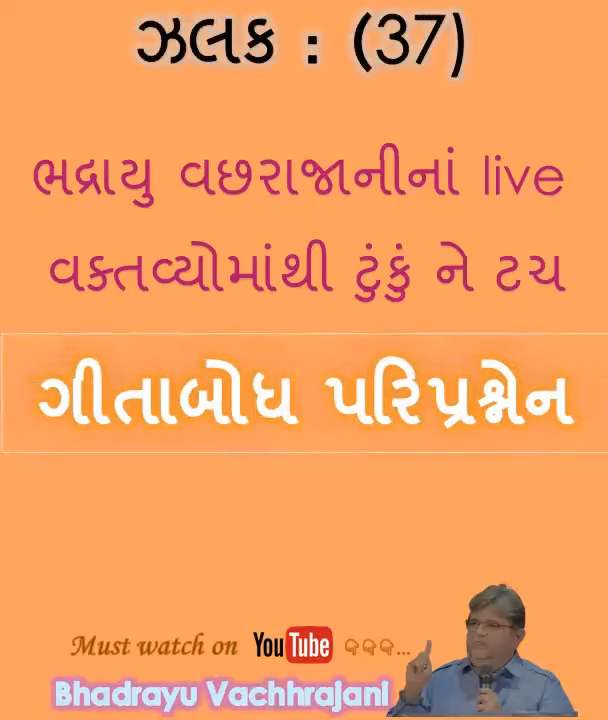 ઝલક : (37)
ભદ્રાયુ વછરાજાનીનાં live
વક્તવ્યોમાંથી ટુંકું ને ટચ
ગીતાબોધ પરિપ્રશ્નેન
Must watch on YouTube 👇👇👇...
Bhadrayu Vachhrajani